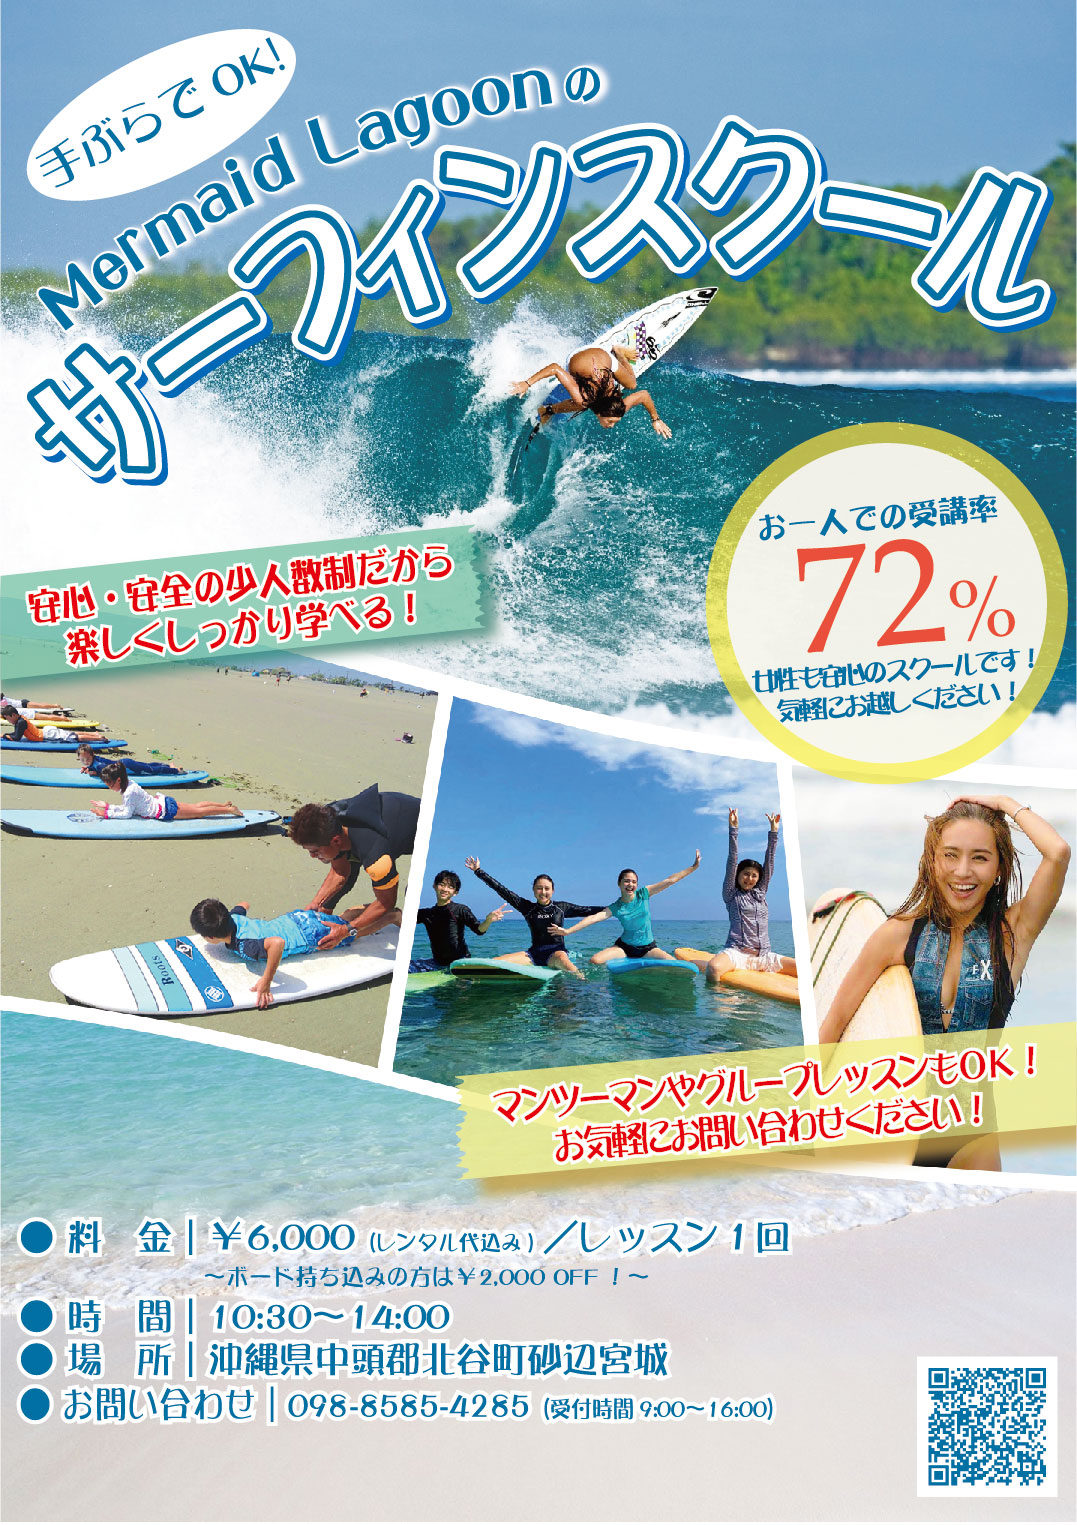 手ぶらでOK!
Mermaid Lagoonの
サーフィンスクール
お一人での受講率
72%
女性も安心のスクールです！
気軽にお越しください！
安心・安全の少人数制だから
楽しくしっかり学べる！
Roots
マンツーマンやグループレッスンもOK！
お気軽にお問い合わせください！
● 料　金｜￥6,000 (レンタル代込み)／レッスン1回
～ボード持ち込みの方は￥2,000 OFF！～
● 時　間｜10:30～14:00
● 場　所｜沖縄県中頭郡北谷町砂辺宮城
● お問い合わせ｜098-8585-4285 (受付時間 9:00～16:00)